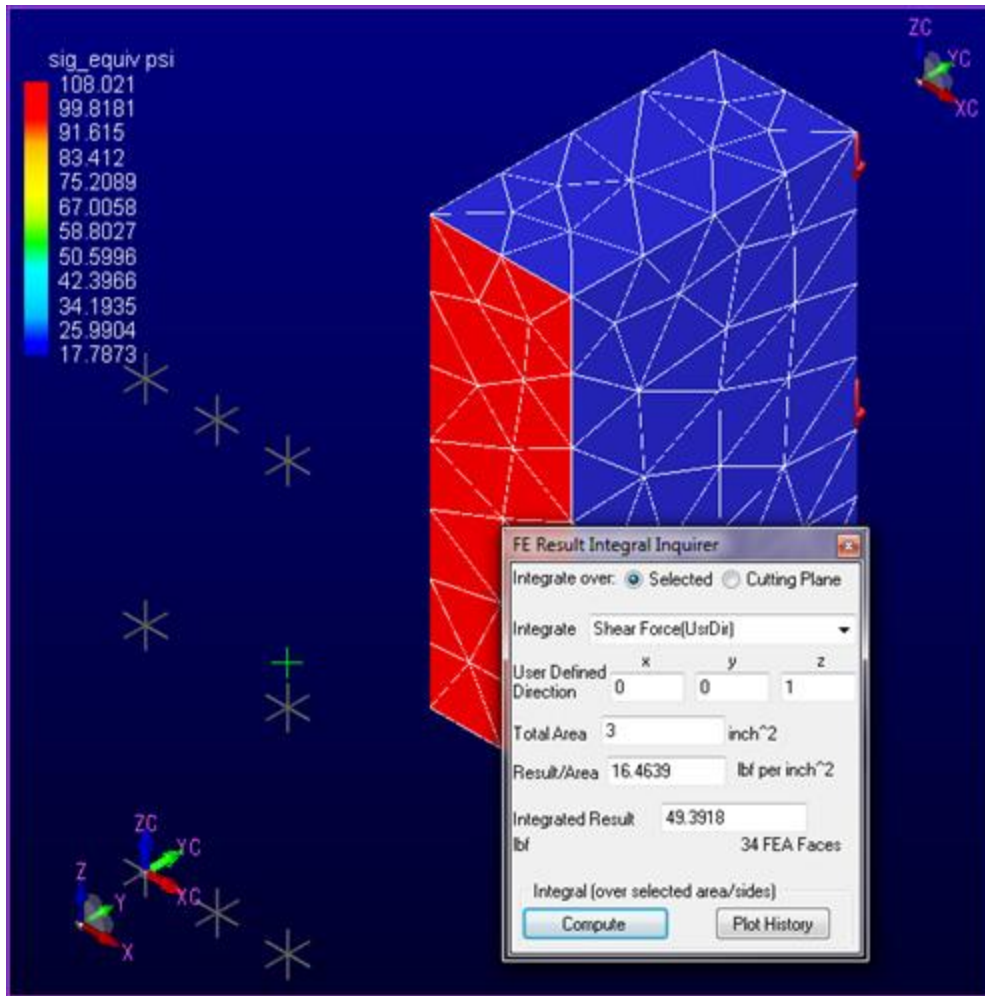 sig_equiv psi
108.021
99.8181
91.615
83.412
75.2089
67.0058
58.8027
50.5996
42.3966
34.1935
25.9904
17.7873
ZC
YC
XC
FE Result Integral Inquirer
Integrate over: Selected Cutting Plane
Integrate Shear Force(UsrDir)
x y z
User Defined
Direction 0 0 1
Total Area 3 inch^2
Result/Area 16.4639 lbf per inch^2
Integrated Result 49.3918
lbf 34 FEA Faces
Integral (over selected area/sides)
Compute Plot History
ZC
YC
XC
Z
Y
X